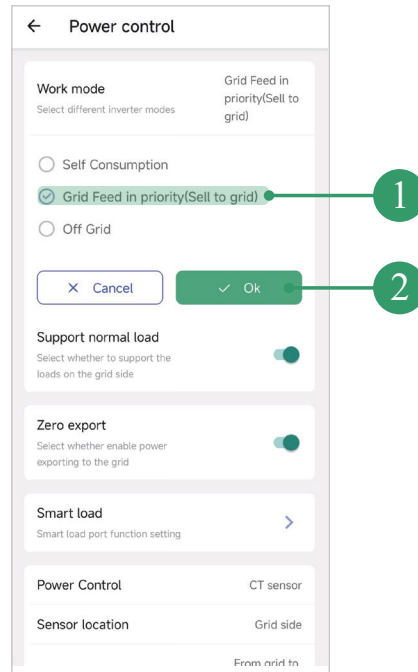 Power control
Work mode
Select different inverter modes
Grid Feed in
priority(Sell to
grid)
Self Consumption
Grid Feed in priority(Sell to grid)
1
Off Grid
Cancel
Ok
2
Support normal load
Select whether to support the
loads on the grid side
Zero export
Select whether enable power
exporting to the grid
Smart load
Smart load port function setting
Power Control
CT sensor
Sensor location
Grid side
From grid to